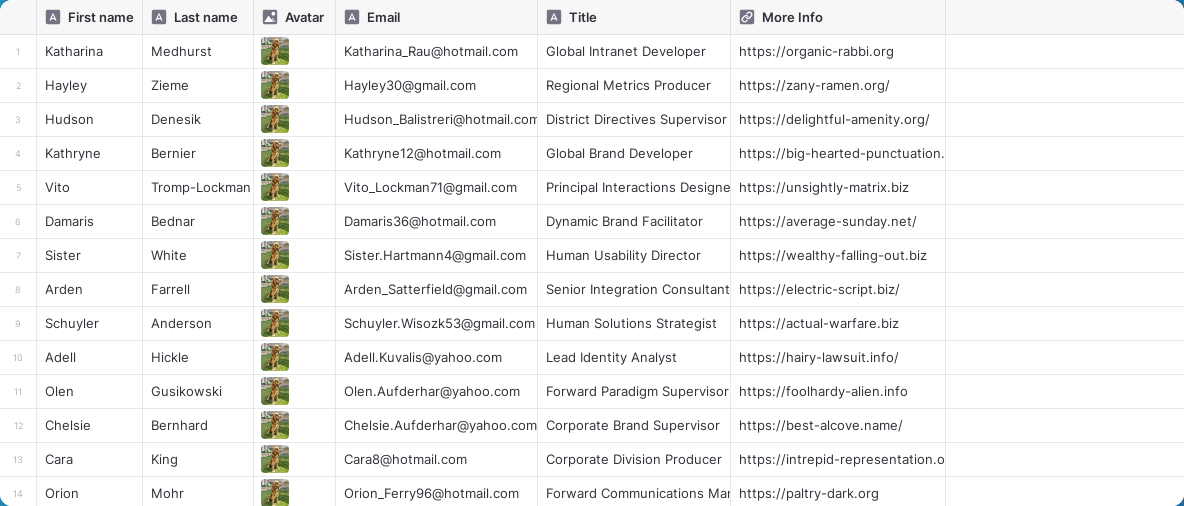 First name Last name Avatar Email Title More Info
1 Katharina Medhurst Katharina_Rau@hotmail.com Global Intranet Developer https://organic-rabbi.org
2 Hayley Zieme Hayley30@gmail.com Regional Metrics Producer https://zany-ramen.org/
3 Hudson Denesik Hudson_Balistreri@hotmail.com District Directives Supervisor https://delightful-amenity.org/
4 Kathryne Bernier Kathryne12@hotmail.com Global Brand Developer https://big-hearted-punctuation.
5 Vito Tromp-Lockman Vito_Lockman71@gmail.com Principal Interactions Designe https://unsightly-matrix.biz
6 Damaris Bednar Damaris36@hotmail.com Dynamic Brand Facilitator https://average-sunday.net/
7 Sister White Sister.Hartmann4@gmail.com Human Usability Director https://wealthy-falling-out.biz
8 Arden Farrell Arden_Satterfield@gmail.com Senior Integration Consultant https://electric-script.biz/
9 Schuyler Anderson Schuyler.Wisozk53@gmail.com Human Solutions Strategist https://actual-warfare.biz
10 Adell Hickle Adell.Kuvalis@yahoo.com Lead Identity Analyst https://hairy-lawsuit.info/
11 Olen Gusikowski Olen.Aufderhar@yahoo.com Forward Paradigm Supervisor https://foolhardy-alien.info
12 Chelsie Bernhard Chelsie.Aufderhar@yahoo.com Corporate Brand Supervisor https://best-alcove.name/
13 Cara King Cara8@hotmail.com Corporate Division Producer https://intrepid-representation.o
14 Orion Mohr Orion_Ferry96@hotmail.com Forward Communications Mar https://paltry-dark.org